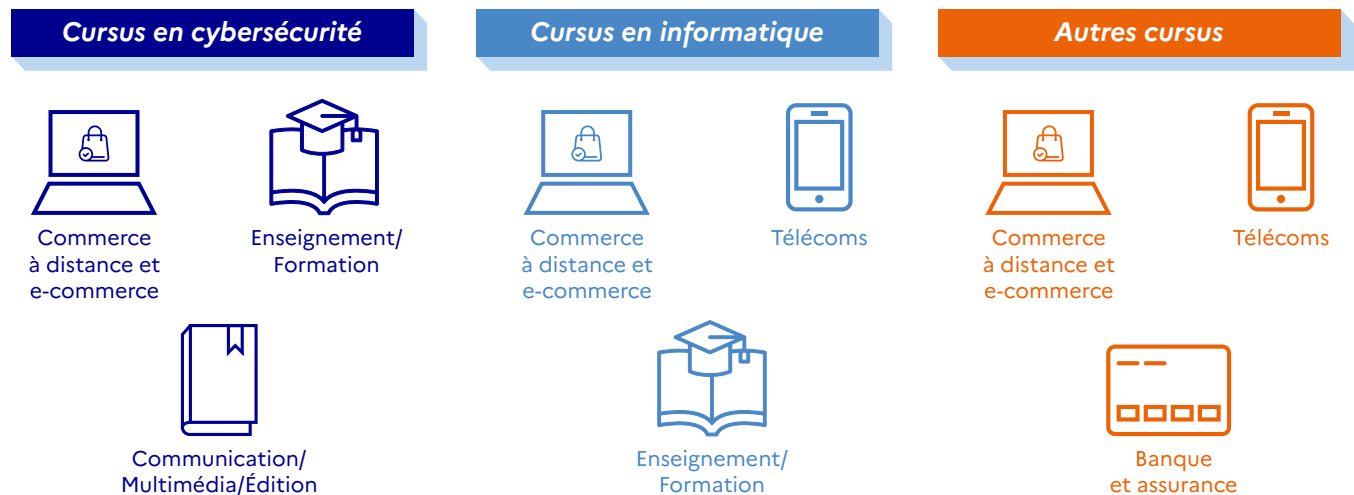 Cursus en cybersécurité
Commerce
à distance et
e-commerce
Enseignement/
Formation
Communication/
Multimédia/Édition
Cursus en informatique
Commerce
à distance et
e-commerce
Télécoms
Enseignement/
Formation
Autres cursus
Commerce
à distance et
e-commerce
Télécoms
Banque
et assurance